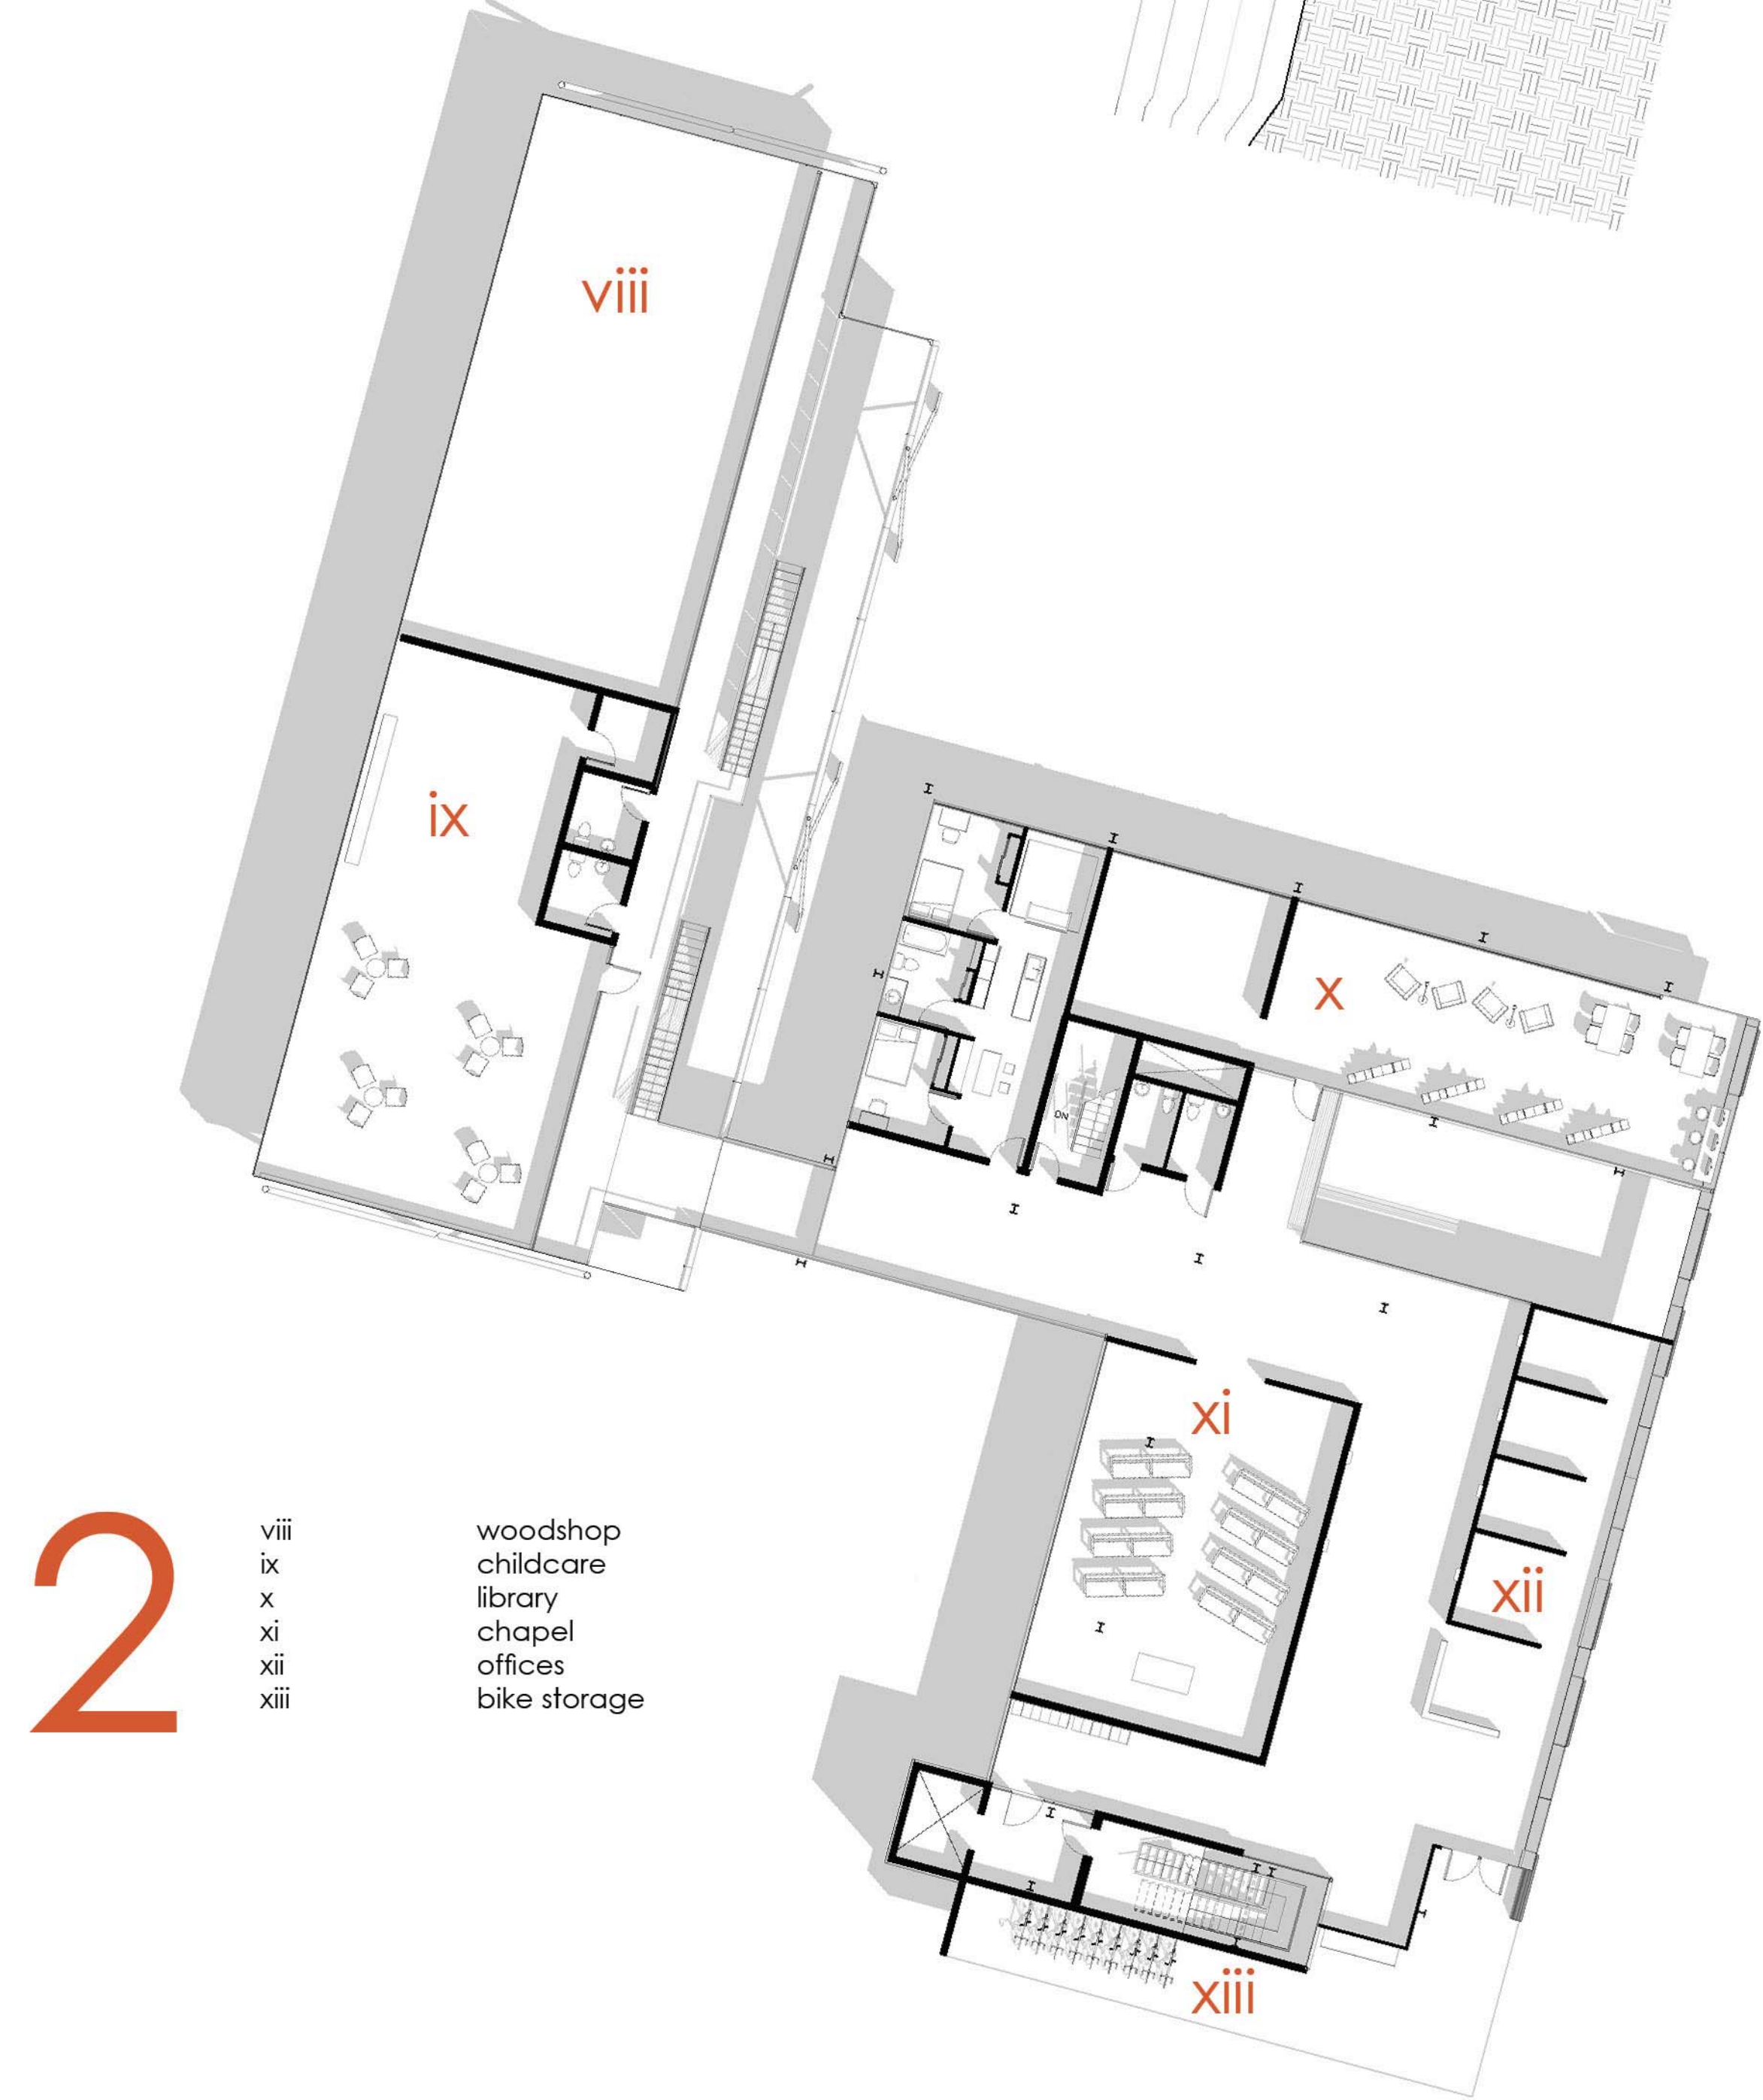 viii
ix
x
DN
xi
xii
xiii
2
viii woodshop
ix childcare
x library
xi chapel
xii offices
xiii bike storage